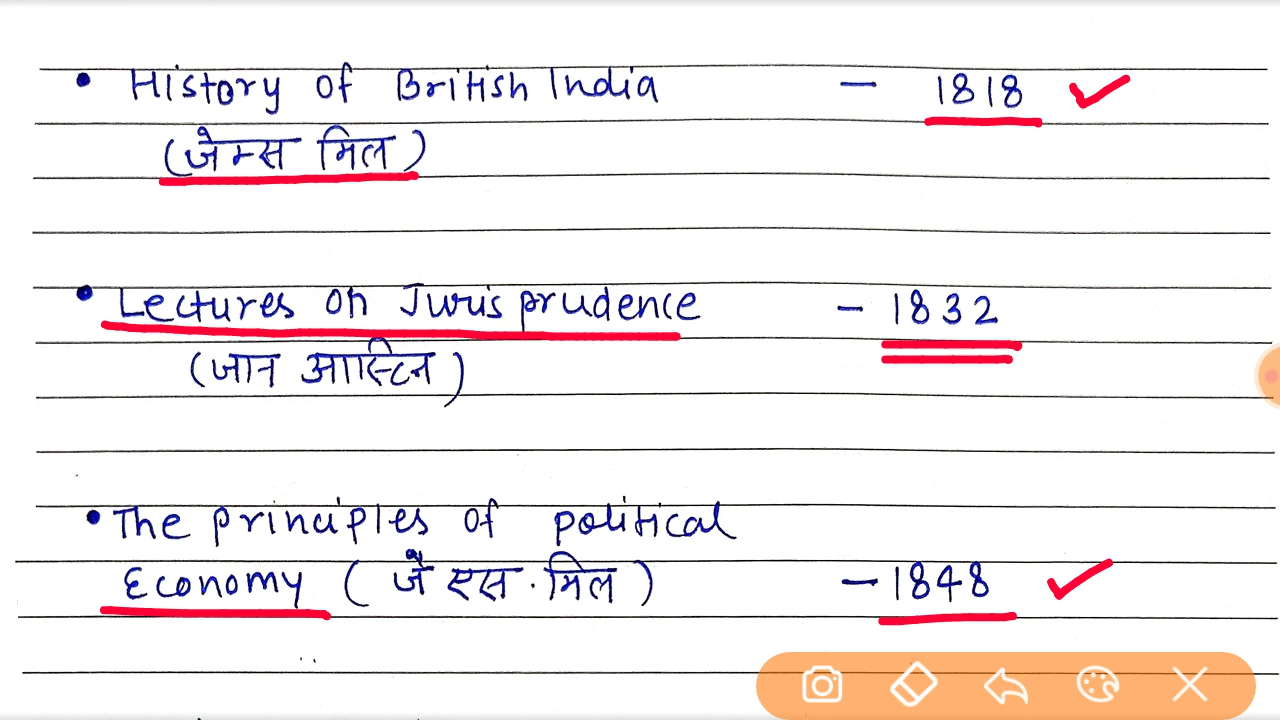 • History of British India – 1818
(जेम्स मिल)
• Lectures on Jurisprudence – 1832
(जान आस्टिन)
• The principles of political
Economy (जे एस. मिल) – 1848